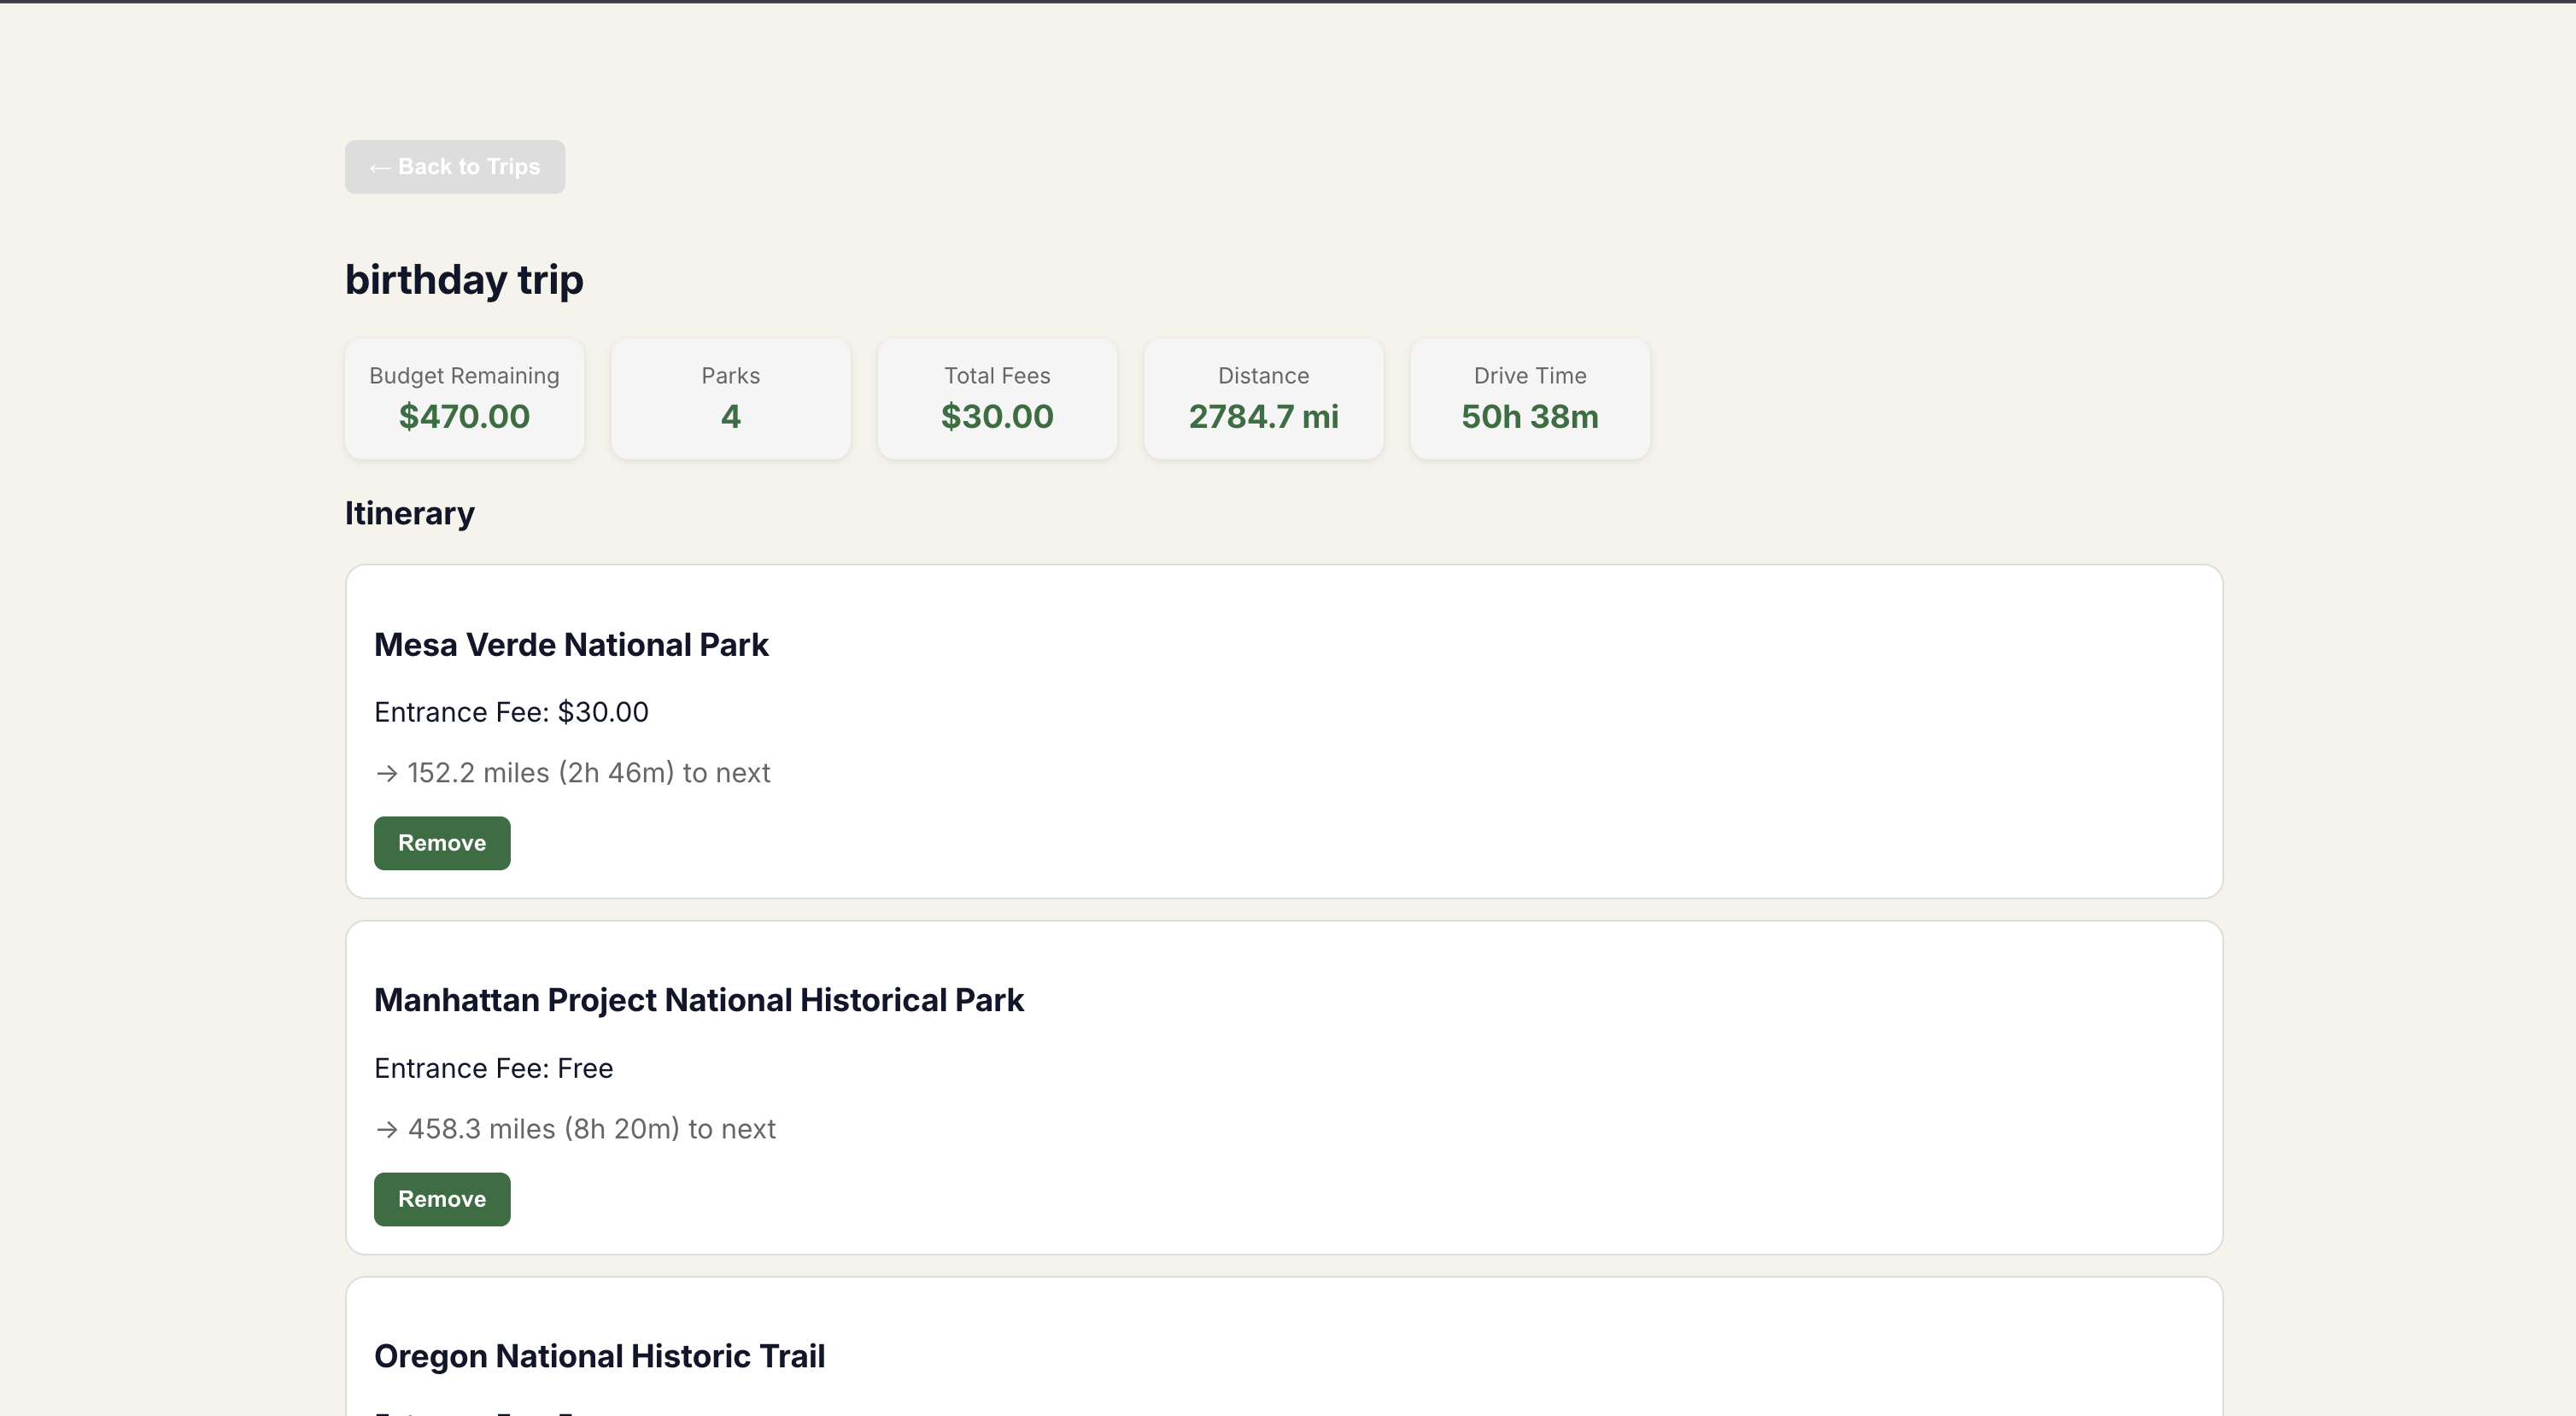 ← Back to Trips
birthday trip
Budget Remaining
$470.00
Parks
4
Total Fees
$30.00
Distance
2784.7 mi
Drive Time
50h 38m
Itinerary
Mesa Verde National Park
Entrance Fee: $30.00
→ 152.2 miles (2h 46m) to next
Remove
Manhattan Project National Historical Park
Entrance Fee: Free
→ 458.3 miles (8h 20m) to next
Remove
Oregon National Historic Trail